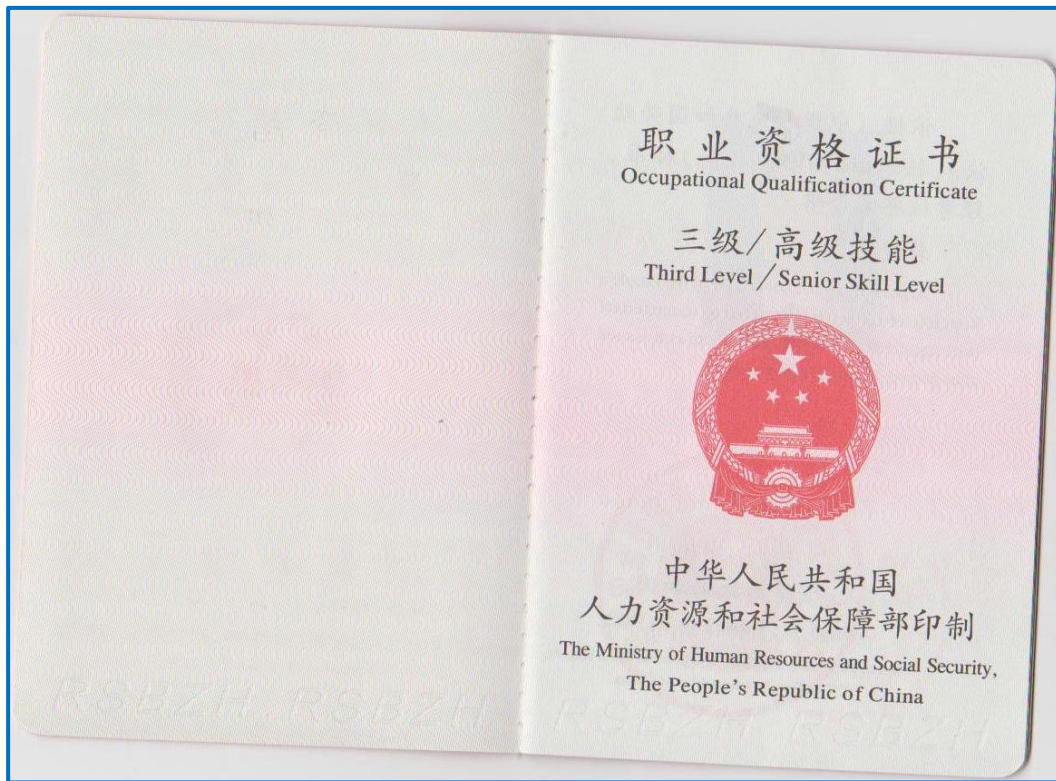 职业资格证书
Occupational Qualification Certificate
三级/高级技能
Third Level/Senior Skill Level
中华人民共和国
人力资源和社会保障部印制
The Ministry of Human Resources and Social Security,
The People's Republic of China
RSBZH RSBZH RSBZH RSBZH